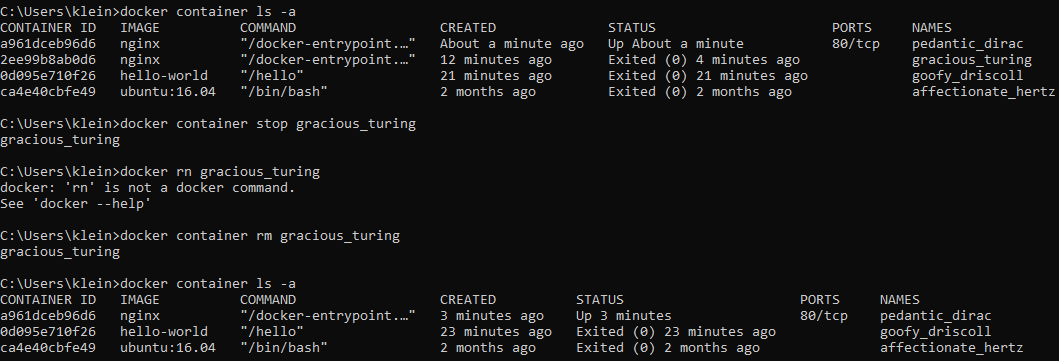 C:\Users\klein>docker container ls -a
CONTAINER ID   IMAGE          COMMAND                  CREATED              STATUS                      PORTS     NAMES
a961dceb96d6   nginx          "/docker-entrypoint.…"   About a minute ago   Up About a minute           80/tcp    pedantic_dirac
2ee99b8ab0d6   nginx          "/docker-entrypoint.…"   12 minutes ago       Exited (0) 4 minutes ago              gracious_turing
0d095e710f26   hello-world    "/hello"                 21 minutes ago       Exited (0) 21 minutes ago             goofy_driscoll
ca4e40cbfe49   ubuntu:16.04   "/bin/bash"              2 months ago         Exited (0) 2 months ago               affectionate_hertz
C:\Users\klein>docker container stop gracious_turing
gracious_turing
C:\Users\klein>docker rn gracious_turing
docker: 'rn' is not a docker command.
See 'docker --help'
C:\Users\klein>docker container rm gracious_turing
gracious_turing
C:\Users\klein>docker container ls -a
CONTAINER ID   IMAGE          COMMAND                  CREATED          STATUS                      PORTS     NAMES
a961dceb96d6   nginx          "/docker-entrypoint.…"   3 minutes ago    Up 3 minutes                80/tcp    pedantic_dirac
0d095e710f26   hello-world    "/hello"                 23 minutes ago   Exited (0) 23 minutes ago             goofy_driscoll
ca4e40cbfe49   ubuntu:16.04   "/bin/bash"              2 months ago     Exited (0) 2 months ago               affectionate_hertz